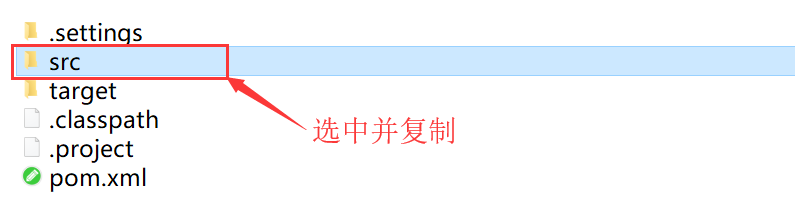 .settings
src
target
选中并复制
.classpath
.project
pom.xml